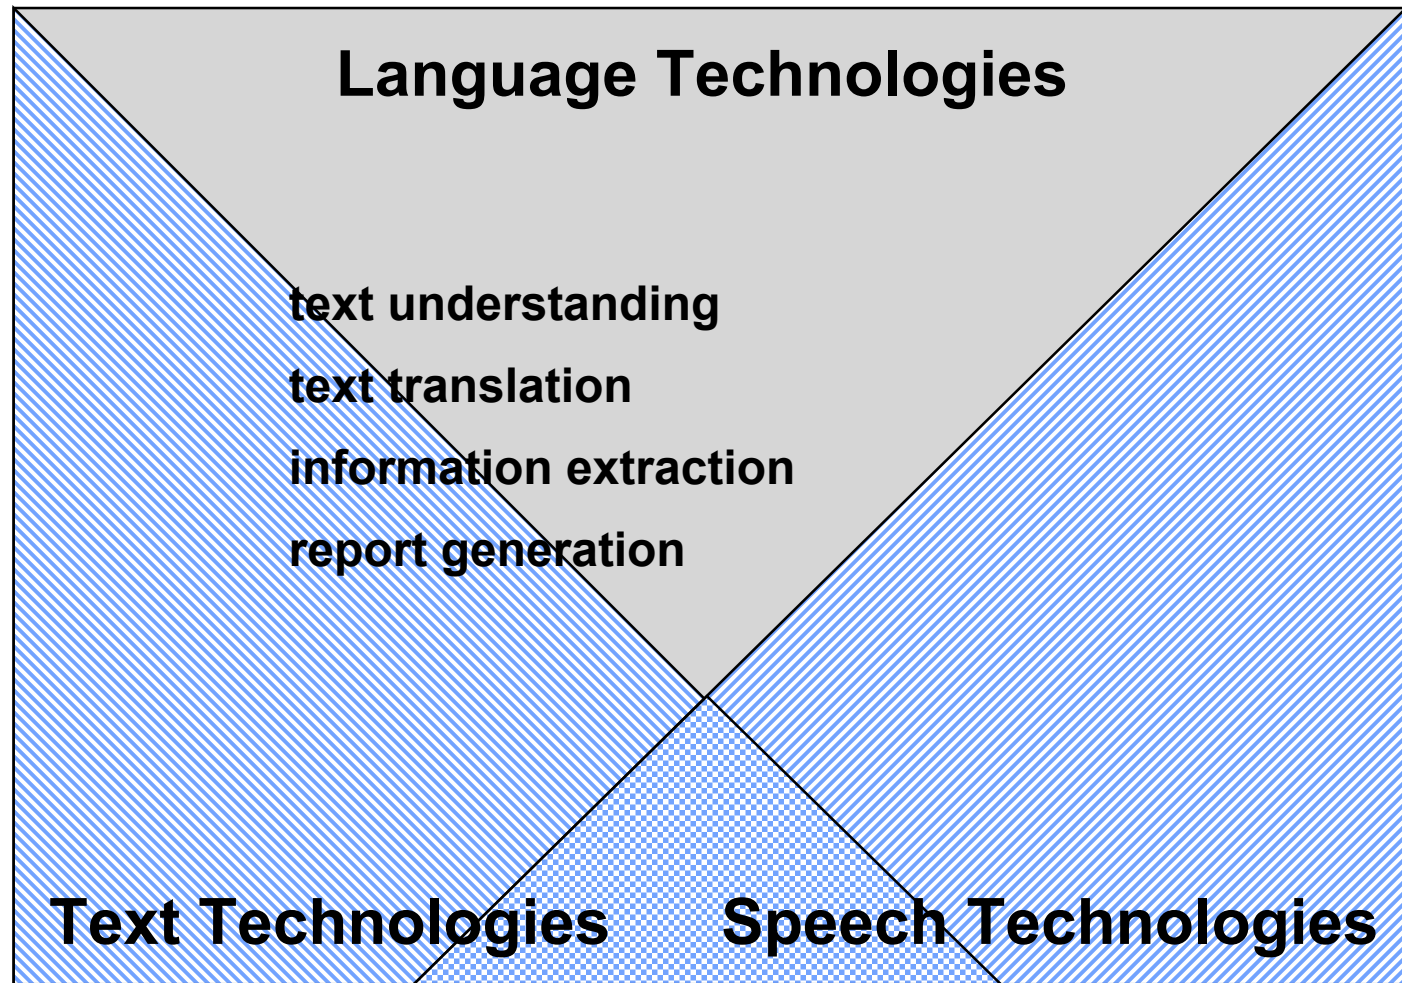 Language Technologies
text understanding
text translation
information extraction
report generation
Text Technologies
Speech Technologies